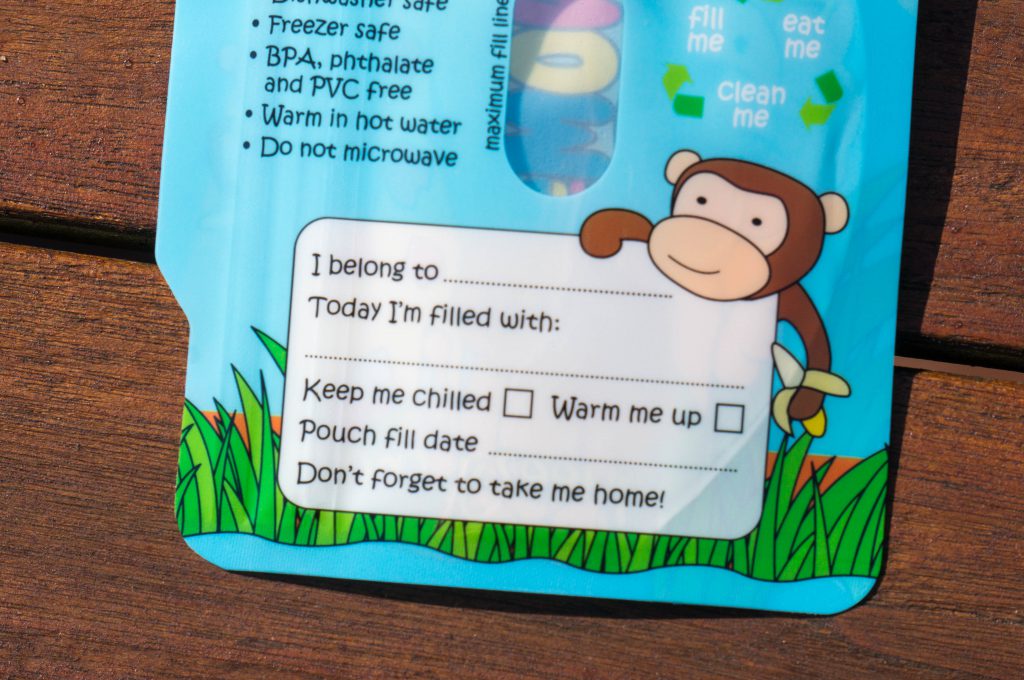 Dishwasher safe
• Freezer safe
• BPA, phthalate
and PVC free
• Warm in hot water
• Do not microwave
maximum fill line
fill
me
eat
me
clean
me
I belong to
Today I'm filled with:
Keep me chilled
Warm me up
Pouch fill date
Don't forget to take me home!